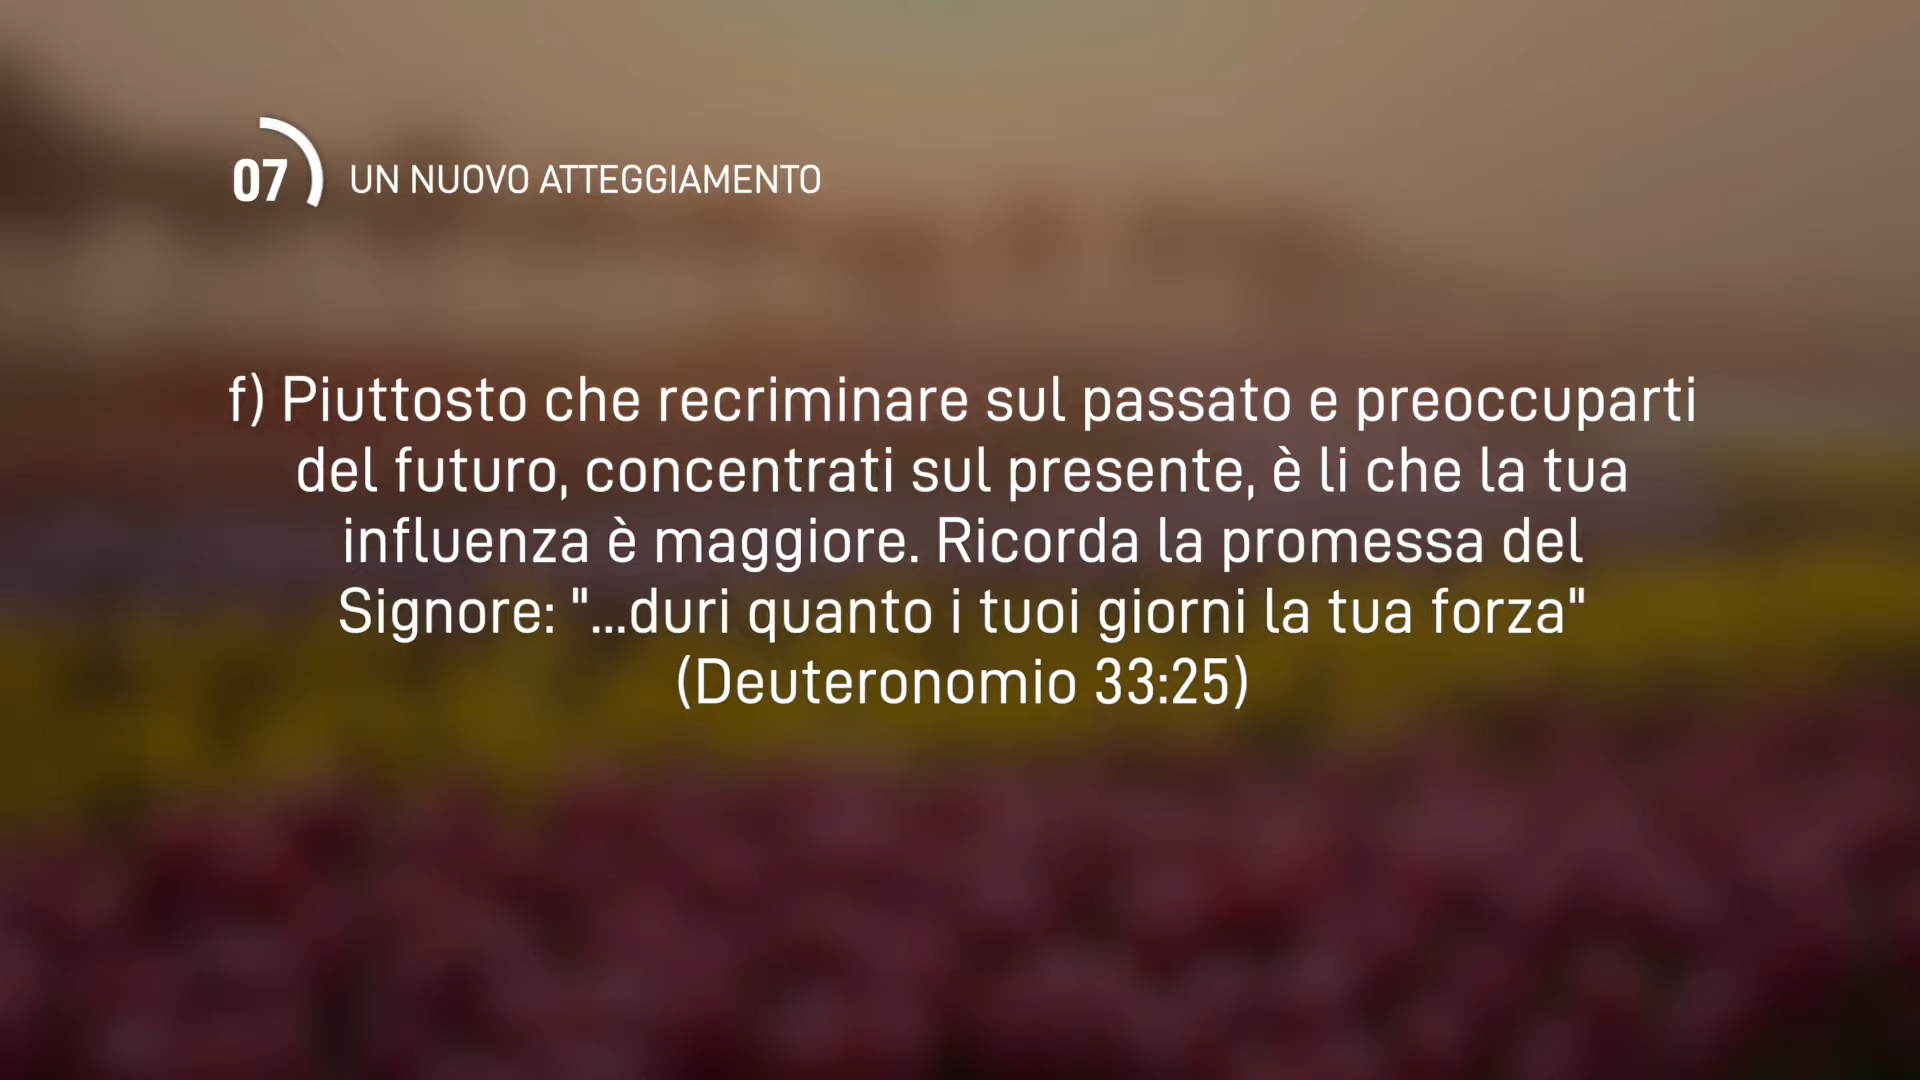 07 UN NUOVO ATTEGGIAMENTO
f) Piuttosto che recriminare sul passato e preoccuparti
del futuro, concentrati sul presente, è li che la tua
influenza è maggiore. Ricorda la promessa del
Signore: "...duri quanto i tuoi giorni la tua forza"
(Deuteronomio 33:25)